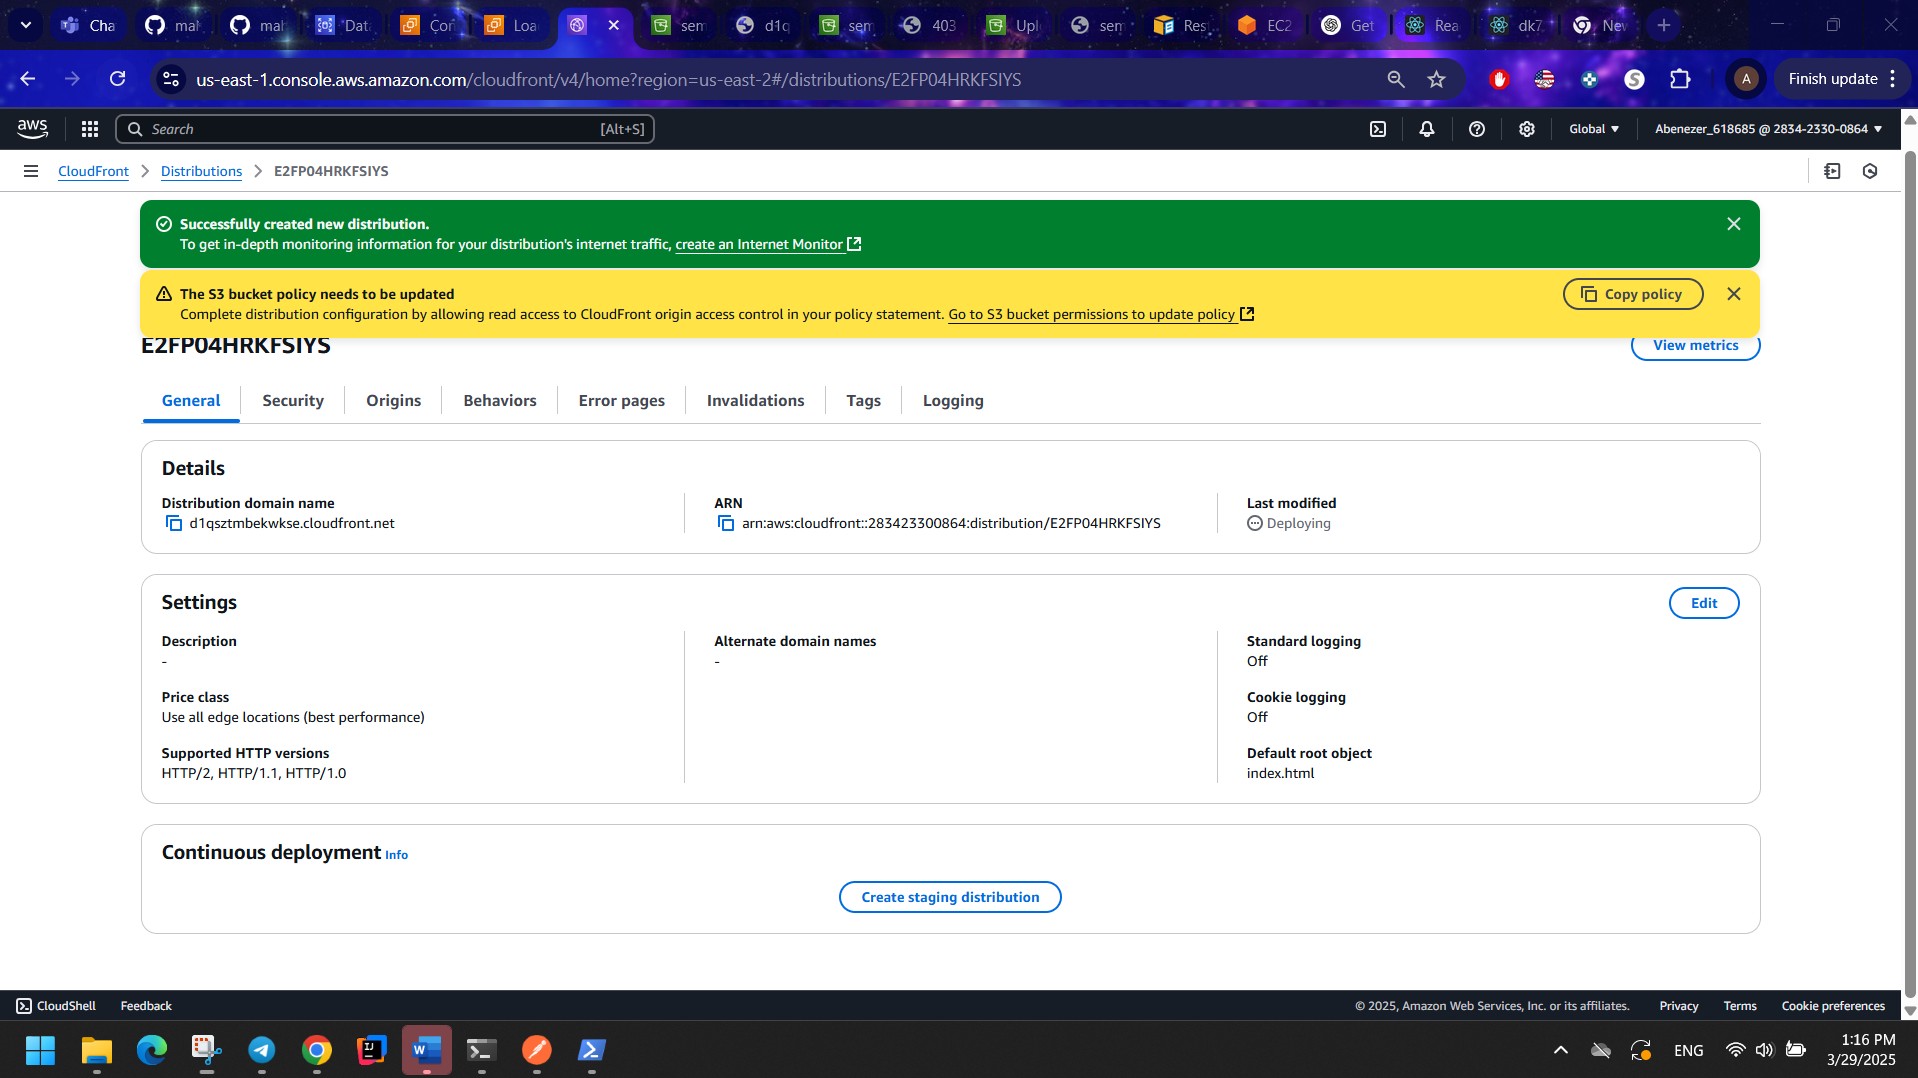 Cha
mal
mal
Data
Con
Loa
sem
d1q
sem
403
Uplo
sem
Res
EC2
Get
Rea
dk7
New
us-east-1.console.aws.amazon.com/cloudfront/v4/home?region=us-east-2#/distributions/E2FP04HRKFSIYS
A
Finish update
aws
Search
[Alt+S]
Global
Abenezer_618685 @ 2834-2330-0864
CloudFront
Distributions
E2FP04HRKFSIYS
Successfully created new distribution.
To get in-depth monitoring information for your distribution's internet traffic, create an Internet Monitor
The S3 bucket policy needs to be updated
Complete distribution configuration by allowing read access to CloudFront origin access control in your policy statement. Go to S3 bucket permissions to update policy
Copy policy
E2FP04HRKFSIYS
View metrics
General
Security
Origins
Behaviors
Error pages
Invalidations
Tags
Logging
Details
Distribution domain name
d1qsztmbekwkse.cloudfront.net
ARN
arn:aws:cloudfront::283423300864:distribution/E2FP04HRKFSIYS
Last modified
Deploying
Settings
Edit
Description
-
Price class
Use all edge locations (best performance)
Supported HTTP versions
HTTP/2, HTTP/1.1, HTTP/1.0
Alternate domain names
-
Standard logging
Off
Cookie logging
Off
Default root object
index.html
Continuous deployment Info
Create staging distribution
CloudShell
Feedback
© 2025, Amazon Web Services, Inc. or its affiliates.
Privacy
Terms
Cookie preferences
ENG
1:16 PM
3/29/2025